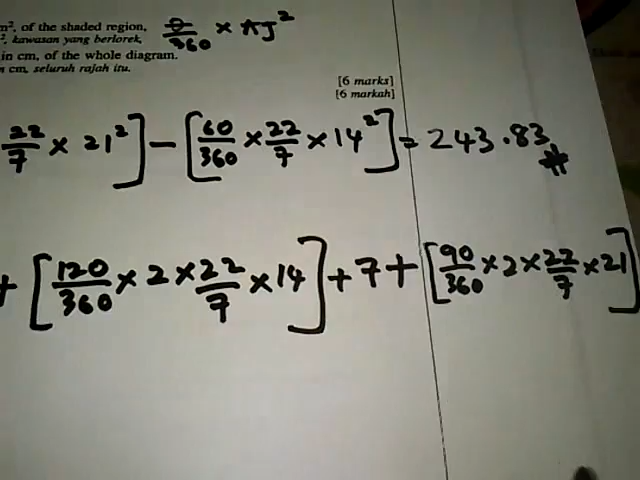 m², of the shaded region, θ/360 × πj²
², kawasan yang berlorek,
in cm, of the whole diagram.
n cm, seluruh rajah itu.
[6 marks]
[6 markah]
22/7 × 21²] − [60/360 × 22/7 × 14²] = 243.83
+ [120/360 × 2 × 22/7 × 14] + 7 + [90/360 × 2 × 22/7 × 21]